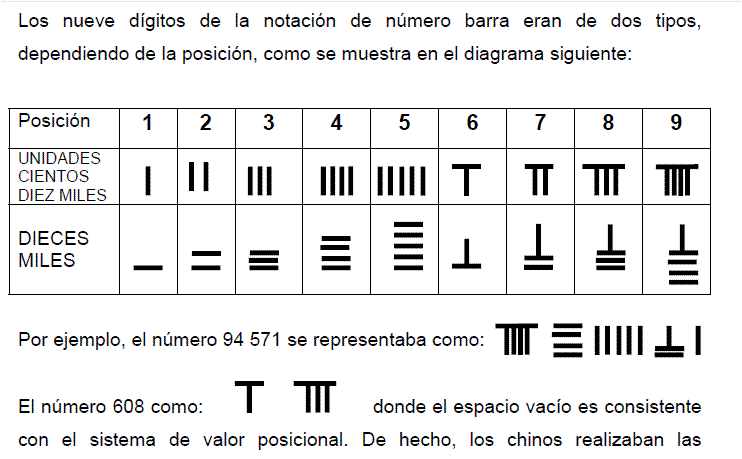 Los nueve dígitos de la notación de número barra eran de dos tipos,
dependiendo de la posición, como se muestra en el diagrama siguiente:
Posición 1 2 3 4 5 6 7 8 9
UNIDADES
CIENTOS
DIEZ MILES
DIECES
MILES
Por ejemplo, el número 94 571 se representaba como:
El número 608 como: donde el espacio vacío es consistente
con el sistema de valor posicional. De hecho, los chinos realizaban las